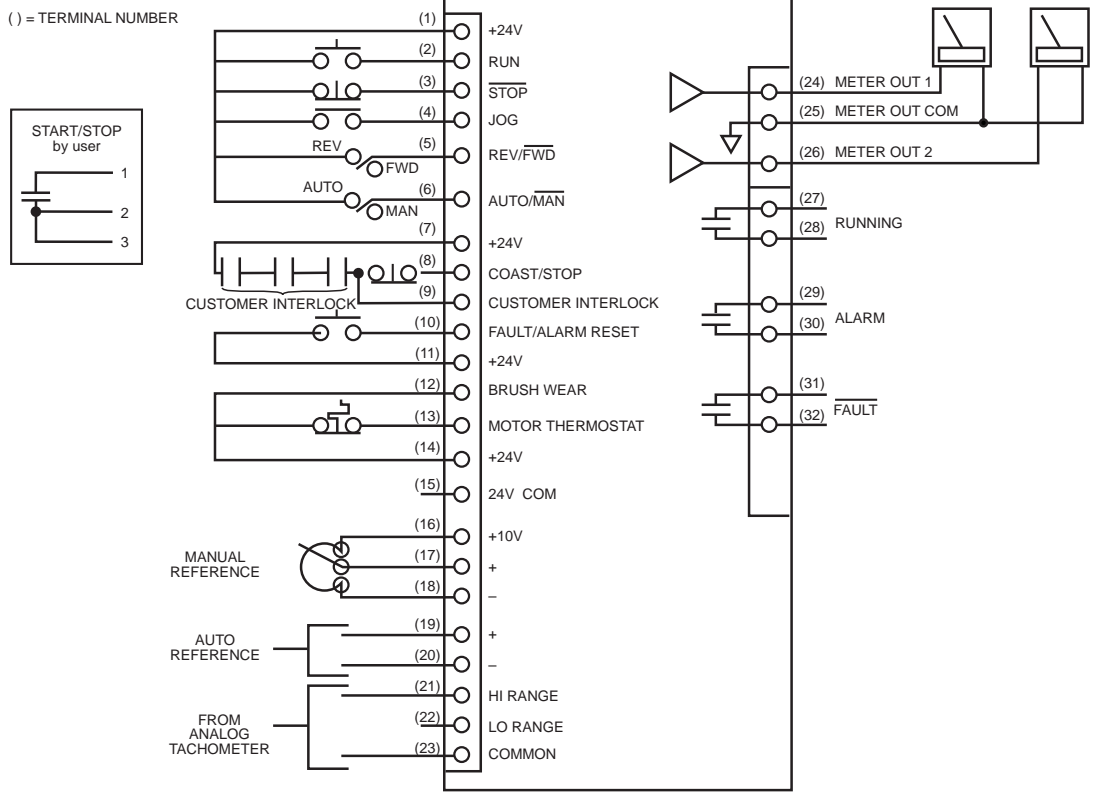 ( ) = TERMINAL NUMBER
START/STOP
by user
1
2
3
(1) +24V
(2) RUN
(3) STOP
(4) JOG
REV FWD (5) REV/FWD
AUTO MAN (6) AUTO/MAN
(7) +24V
(8) COAST/STOP
CUSTOMER INTERLOCK (9) CUSTOMER INTERLOCK
(10) FAULT/ALARM RESET
(11) +24V
(12) BRUSH WEAR
(13) MOTOR THERMOSTAT
(14) +24V
(15) 24V COM
MANUAL
REFERENCE
(16) +10V
(17) +
(18) –
AUTO
REFERENCE
(19) +
(20) –
FROM
ANALOG
TACHOMETER
(21) HI RANGE
(22) LO RANGE
(23) COMMON
(24) METER OUT 1
(25) METER OUT COM
(26) METER OUT 2
(27)
(28)
RUNNING
(29)
(30)
ALARM
(31)
(32)
FAULT